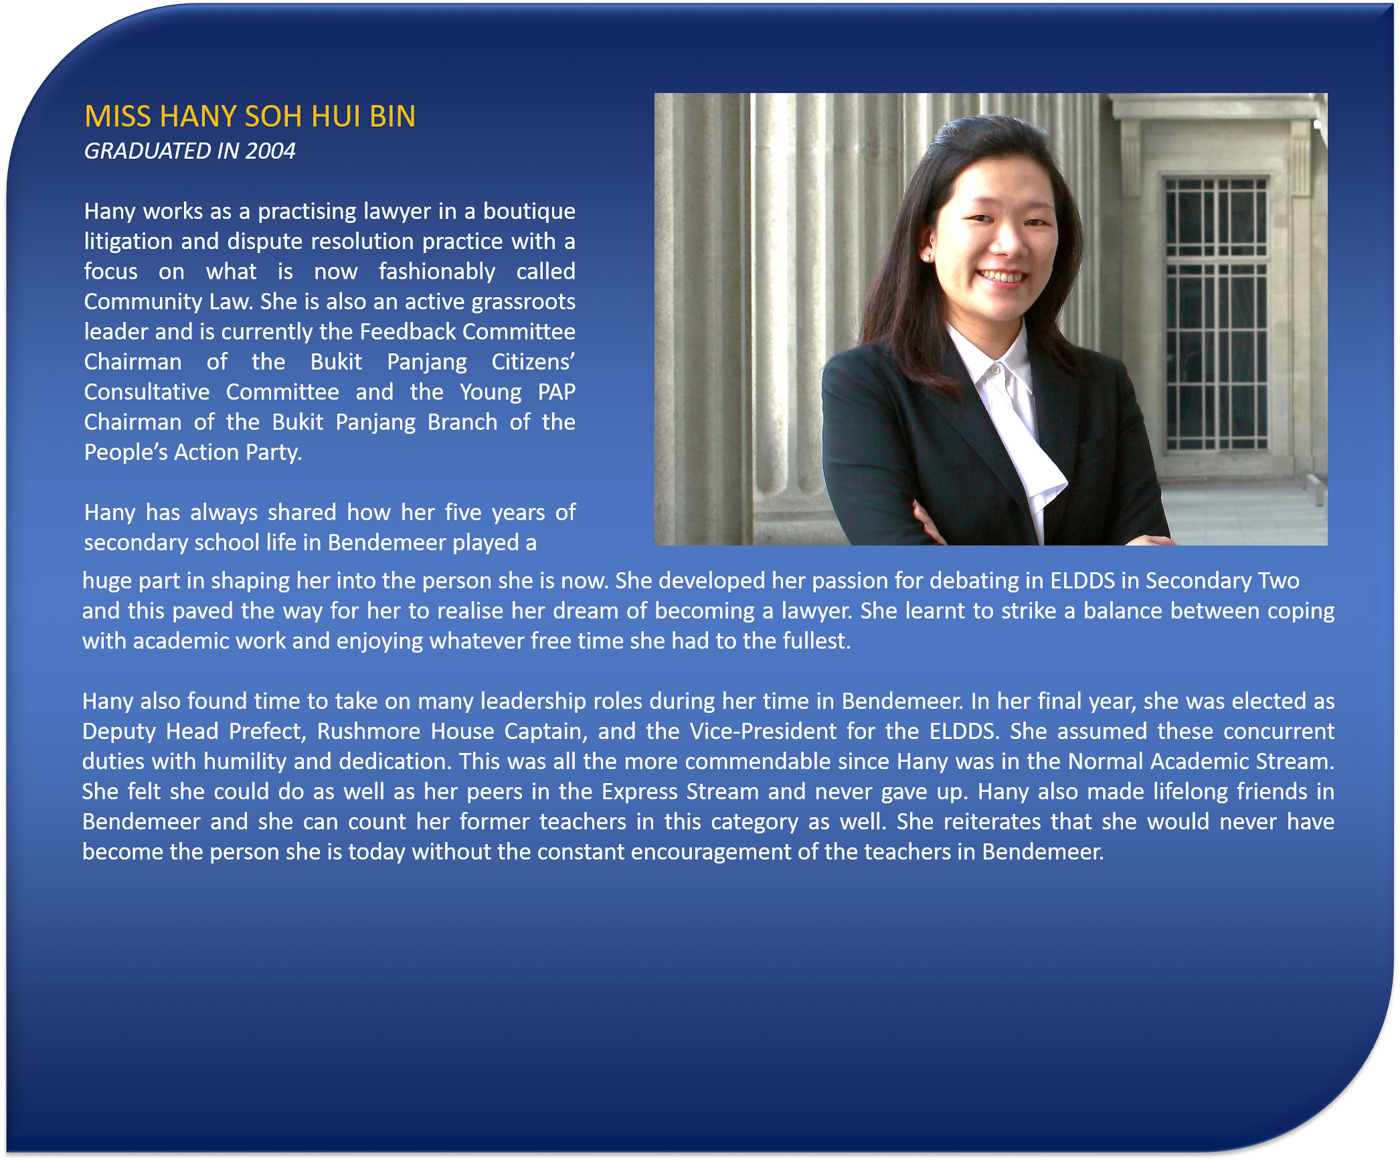 MISS HANY SOH HUI BIN
GRADUATED IN 2004
Hany works as a practising lawyer in a boutique
litigation and dispute resolution practice with a
focus on what is now fashionably called
Community Law. She is also an active grassroots
leader and is currently the Feedback Committee
Chairman of the Bukit Panjang Citizens’
Consultative Committee and the Young PAP
Chairman of the Bukit Panjang Branch of the
People’s Action Party.
Hany has always shared how her five years of
secondary school life in Bendemeer played a
huge part in shaping her into the person she is now. She developed her passion for debating in ELDDS in Secondary Two
and this paved the way for her to realise her dream of becoming a lawyer. She learnt to strike a balance between coping
with academic work and enjoying whatever free time she had to the fullest.
Hany also found time to take on many leadership roles during her time in Bendemeer. In her final year, she was elected as
Deputy Head Prefect, Rushmore House Captain, and the Vice-President for the ELDDS. She assumed these concurrent
duties with humility and dedication. This was all the more commendable since Hany was in the Normal Academic Stream.
She felt she could do as well as her peers in the Express Stream and never gave up. Hany also made lifelong friends in
Bendemeer and she can count her former teachers in this category as well. She reiterates that she would never have
become the person she is today without the constant encouragement of the teachers in Bendemeer.